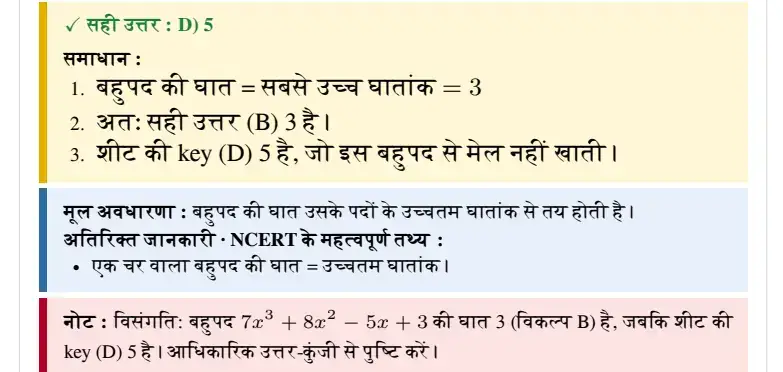 ✓ सही उत्तर : D) 5
समाधान :
1. बहुपद की घात = सबसे उच्च घातांक = 3
2. अतः सही उत्तर (B) 3 है।
3. शीट की key (D) 5 है, जो इस बहुपद से मेल नहीं खाती।
मूल अवधारणा : बहुपद की घात उसके पदों के उच्चतम घातांक से तय होती है।
अतिरिक्त जानकारी · NCERT के महत्वपूर्ण तथ्य :
• एक चर वाला बहुपद की घात = उच्चतम घातांक।
नोट : विसंगति: बहुपद 7x³ + 8x² − 5x + 3 की घात 3 (विकल्प B) है, जबकि शीट की
key (D) 5 है। आधिकारिक उत्तर-कुंजी से पुष्टि करें।